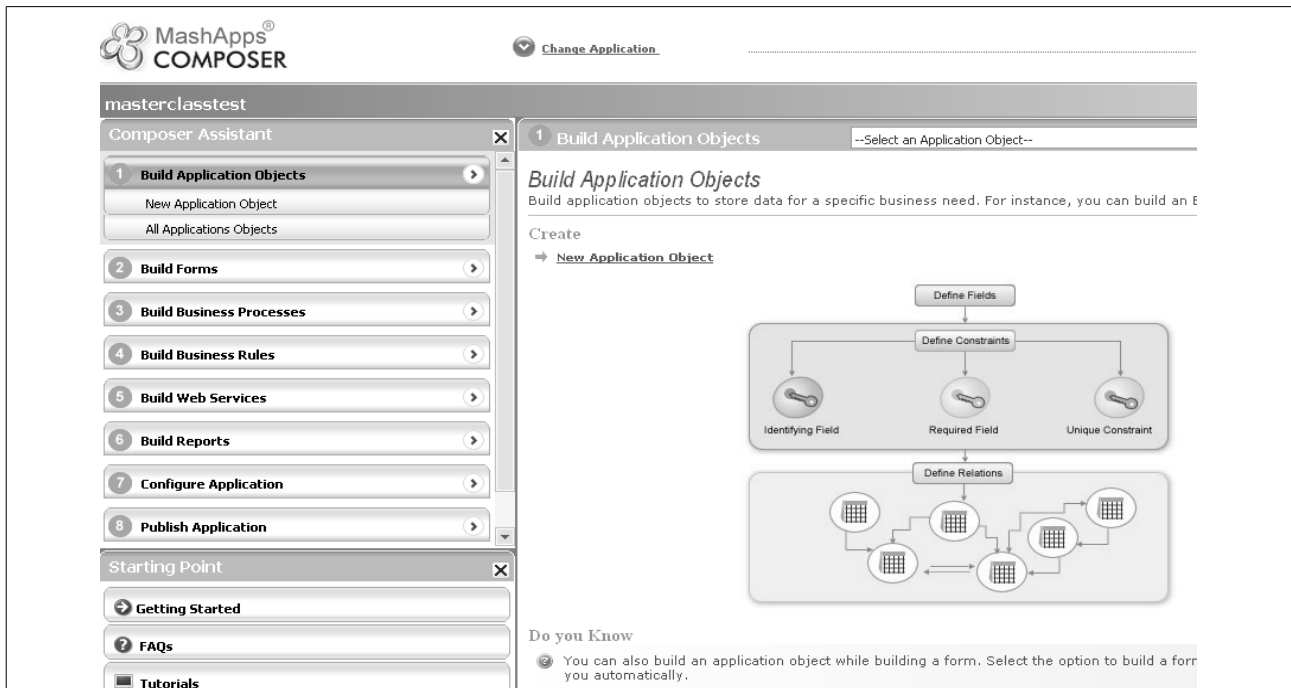 MashApps®
COMPOSER
Change Application
masterclasstest
Composer Assistant
1 Build Application Objects
New Application Object
All Applications Objects
2 Build Forms
3 Build Business Processes
4 Build Business Rules
5 Build Web Services
6 Build Reports
7 Configure Application
8 Publish Application
Starting Point
Getting Started
FAQs
Tutorials
1 Build Application Objects
--Select an Application Object--
Build Application Objects
Build application objects to store data for a specific business need. For instance, you can build an
Create
New Application Object
Define Fields
Define Constraints
Identifying Field
Required Field
Unique Constraint
Define Relations
Do you Know
You can also build an application object while building a form. Select the option to build a
you automatically.